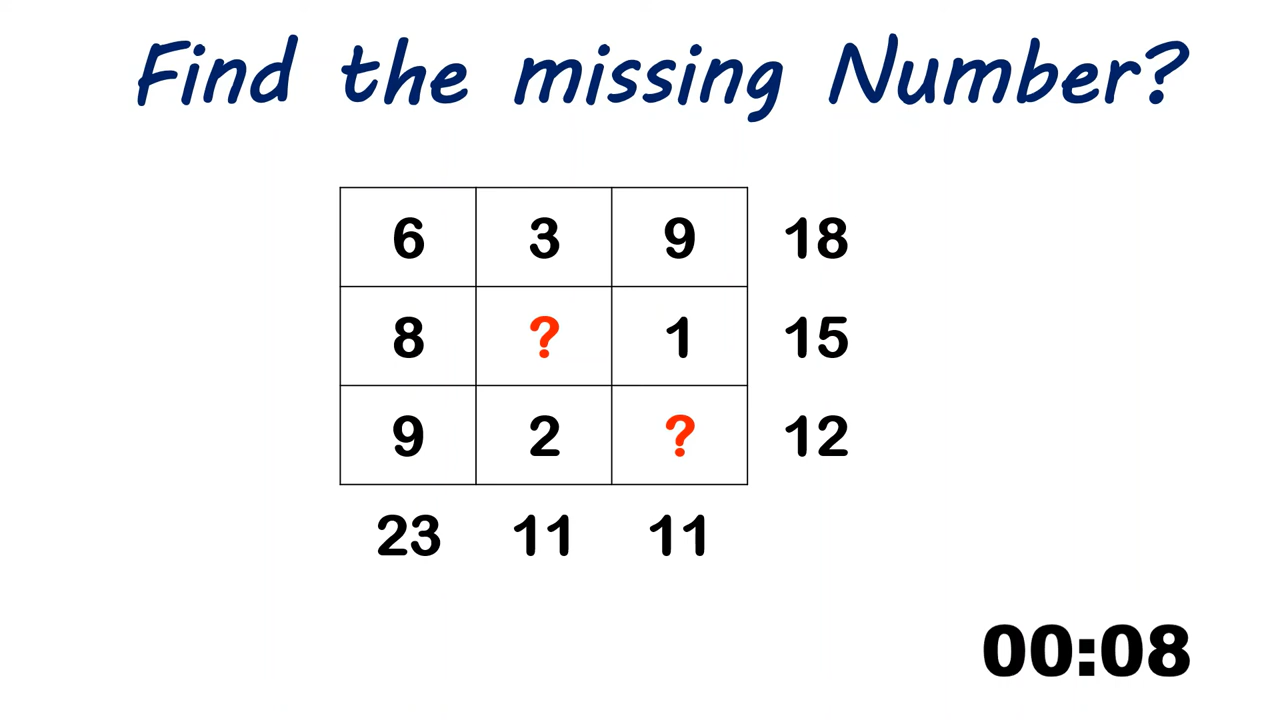 Find the missing Number?
6 3 9 18
8 ? 1 15
9 2 ? 12
23 11 11
00:08